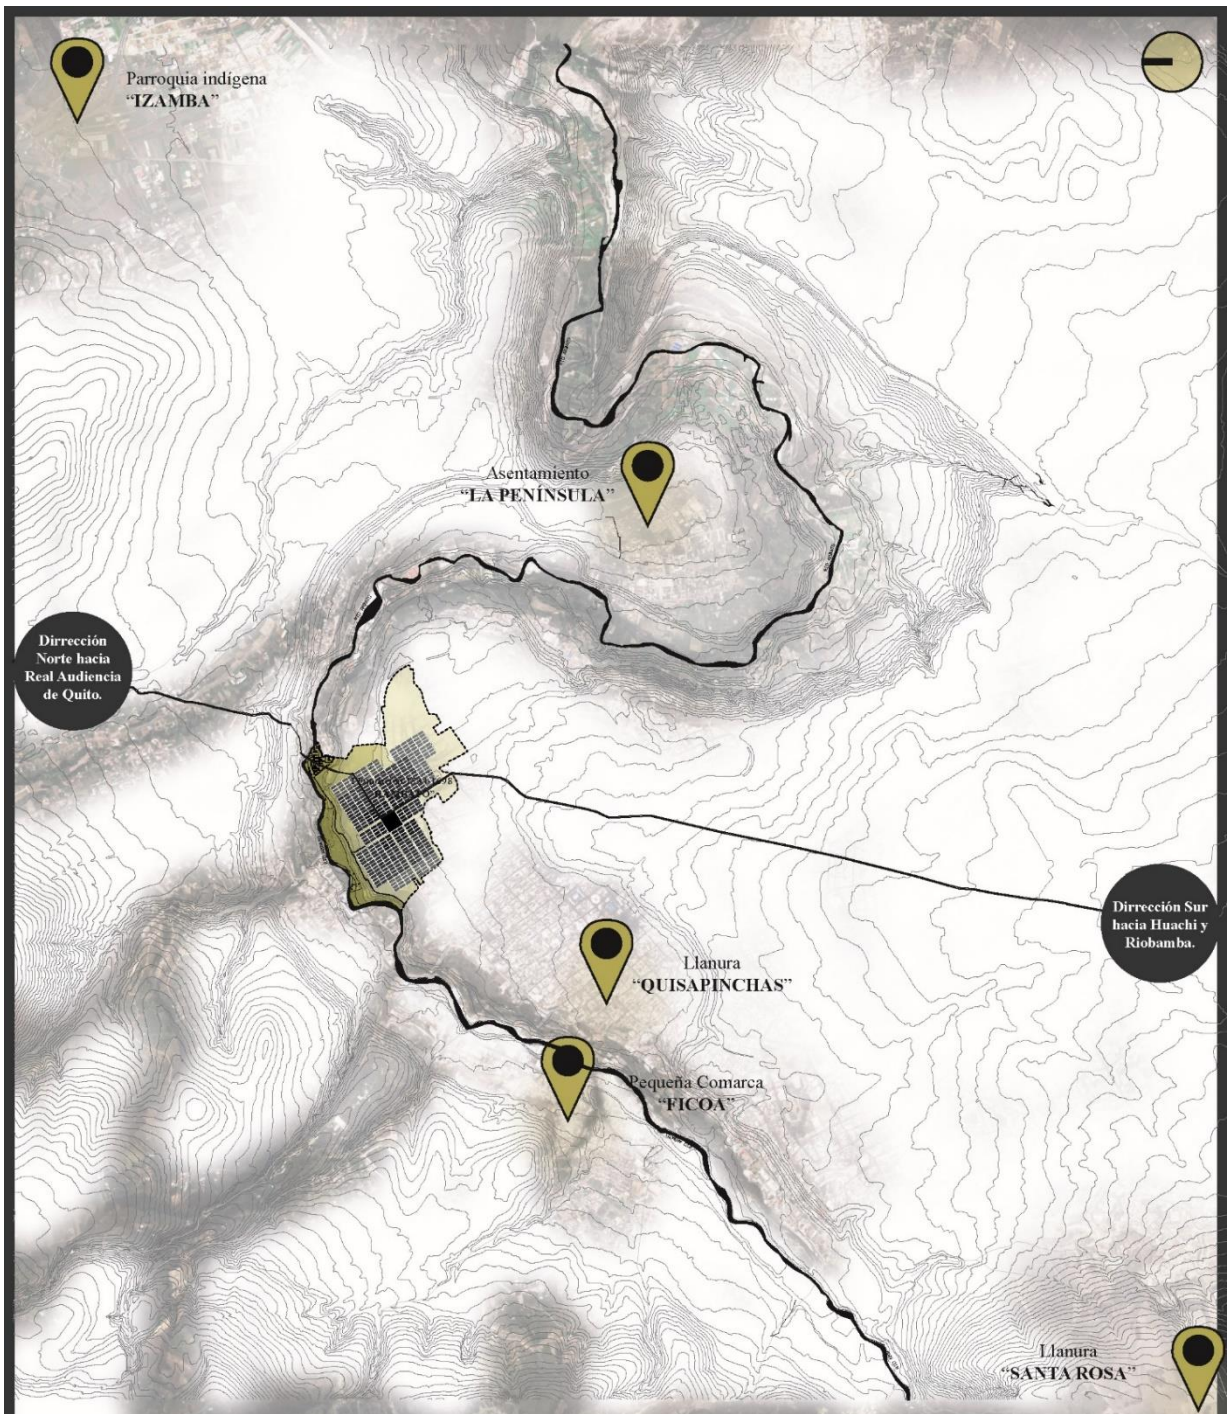 Parroquia indígena
“IZAMBA”
Asentamiento
“LA PENÍNSULA”
Dirrección
Norte hacia
Real Audiencia
de Quito.
Dirrección Sur
hacia Huachi y
Riobamba.
Llanura
“QUISAPINCHAS”
Pequeña Comarca
“FICOA”
Llanura
“SANTA ROSA”